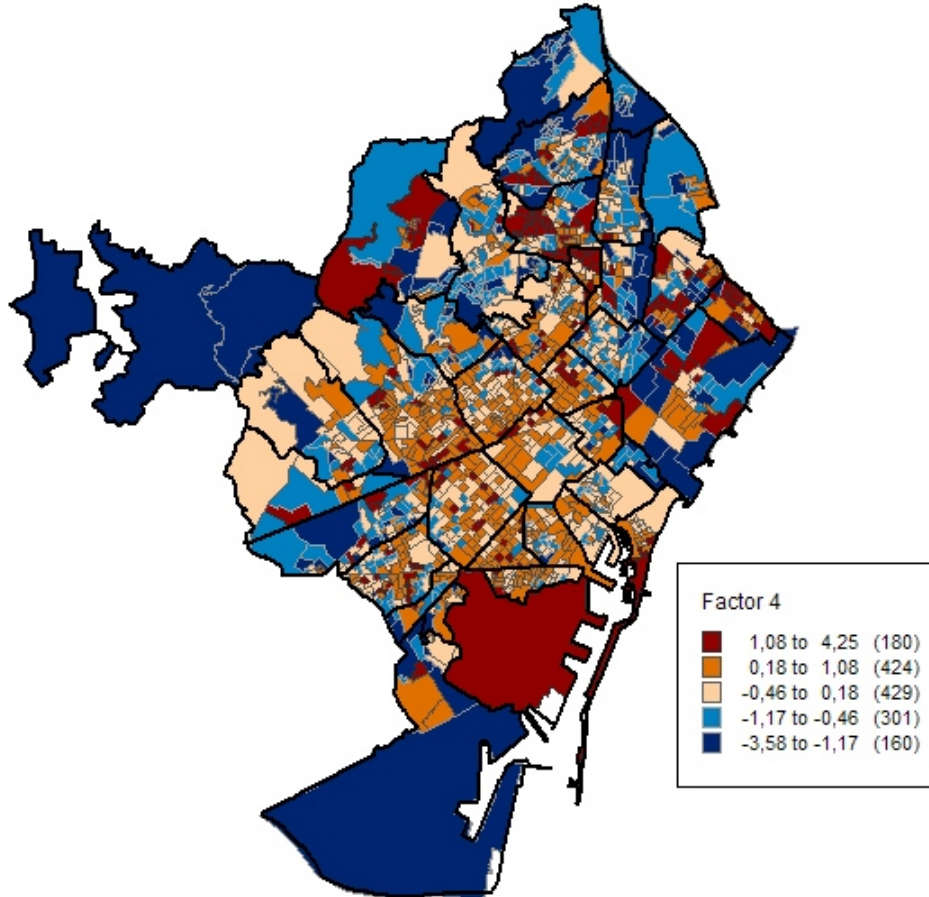 Factor 4
1,08 to 4,25 (180)
0,18 to 1,08 (424)
-0,46 to 0,18 (429)
-1,17 to -0,46 (301)
-3,58 to -1,17 (160)